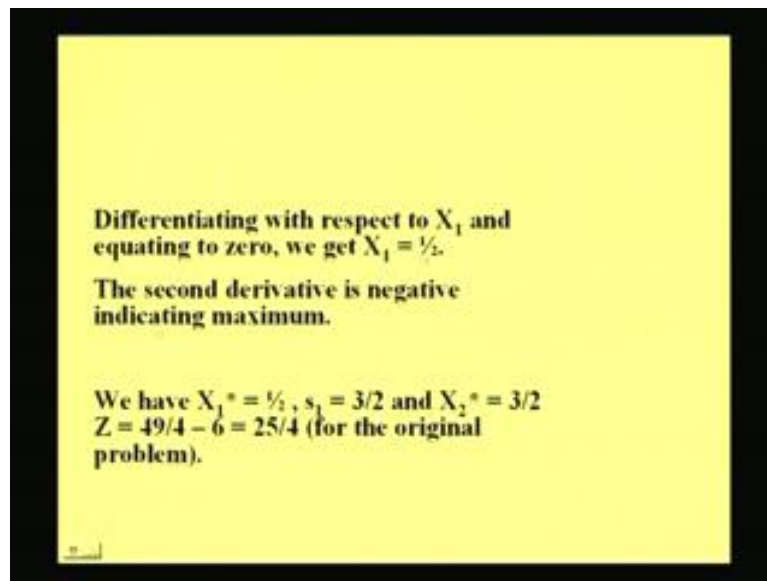 Differentiating with respect to X₁ and
equating to zero, we get X₁ = ½.
The second derivative is negative
indicating maximum.
We have X₁* = ½ , s₁ = 3/2 and X₂* = 3/2
Z = 49/4 – 6 = 25/4 (for the original
problem).